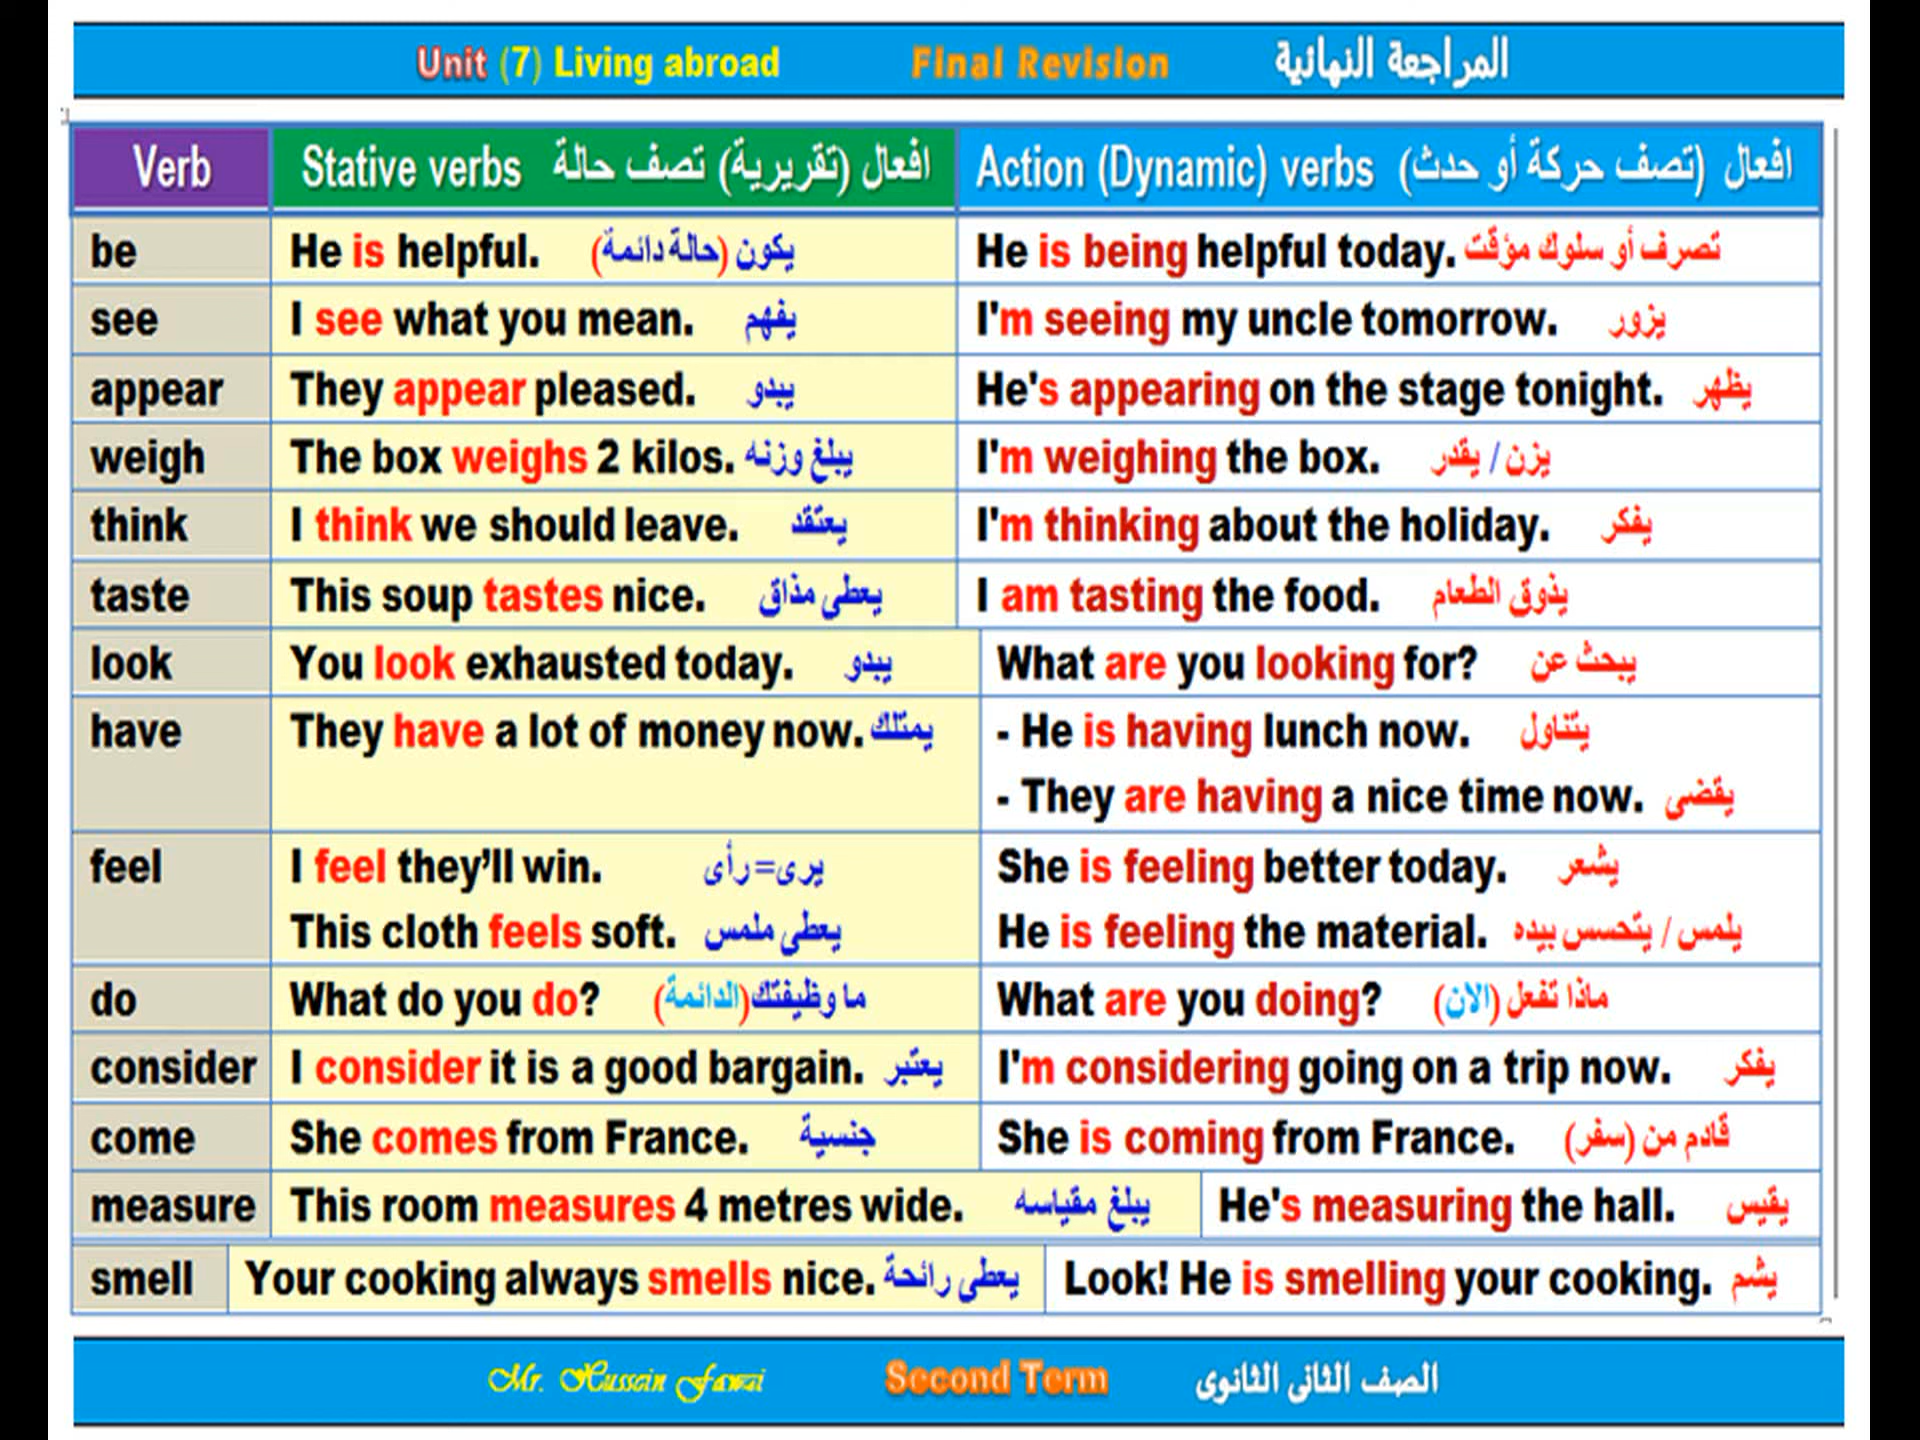 Unit (7) Living abroad Final Revision المراجعة النهائية
Verb Stative verbs افعال (تقريرية) تصف حالة Action (Dynamic) verbs افعال (تصف حركة أو حدث)
be He is helpful. يكون (حالة دائمة) He is being helpful today. تصرف أو سلوك مؤقت
see I see what you mean. يفهم I'm seeing my uncle tomorrow. يزور
appear They appear pleased. يبدو He's appearing on the stage tonight. يظهر
weigh The box weighs 2 kilos. يبلغ وزنه I'm weighing the box. يزن / يقدر
think I think we should leave. يعتقد I'm thinking about the holiday. يفكر
taste This soup tastes nice. يعطى مذاق I am tasting the food. يذوق الطعام
look You look exhausted today. يبدو What are you looking for? يبحث عن
have They have a lot of money now. يمتلك - He is having lunch now. يتناول
- They are having a nice time now. يقضى
feel I feel they’ll win. يرى=رأى She is feeling better today. يشعر
This cloth feels soft. يعطى ملمس He is feeling the material. يلمس / يتحسس بيده
do What do you do? ما وظيفتك(الدائمة) What are you doing? ماذا تفعل (الان)
consider I consider it is a good bargain. يعتبر I'm considering going on a trip now. يفكر
come She comes from France. جنسية She is coming from France. قادم من (سفر)
measure This room measures 4 metres wide. يبلغ مقياسه He's measuring the hall. يقيس
smell Your cooking always smells nice. يعطى رائحة Look! He is smelling your cooking. يشم
Mr. Hussein Fawzi Second Term الصف الثانى الثانوى